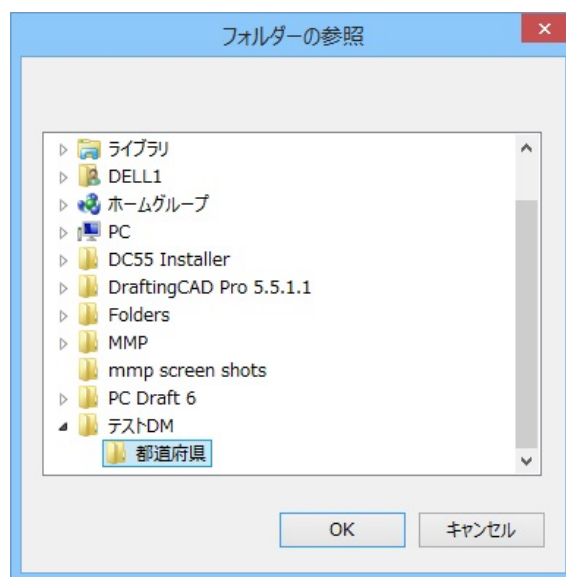 フォルダーの参照
ライブラリ
DELL1
ホームグループ
PC
DC55 Installer
DraftingCAD Pro 5.5.1.1
Folders
MMP
mmp screen shots
PC Draft 6
テストDM
都道府県
OK
キャンセル